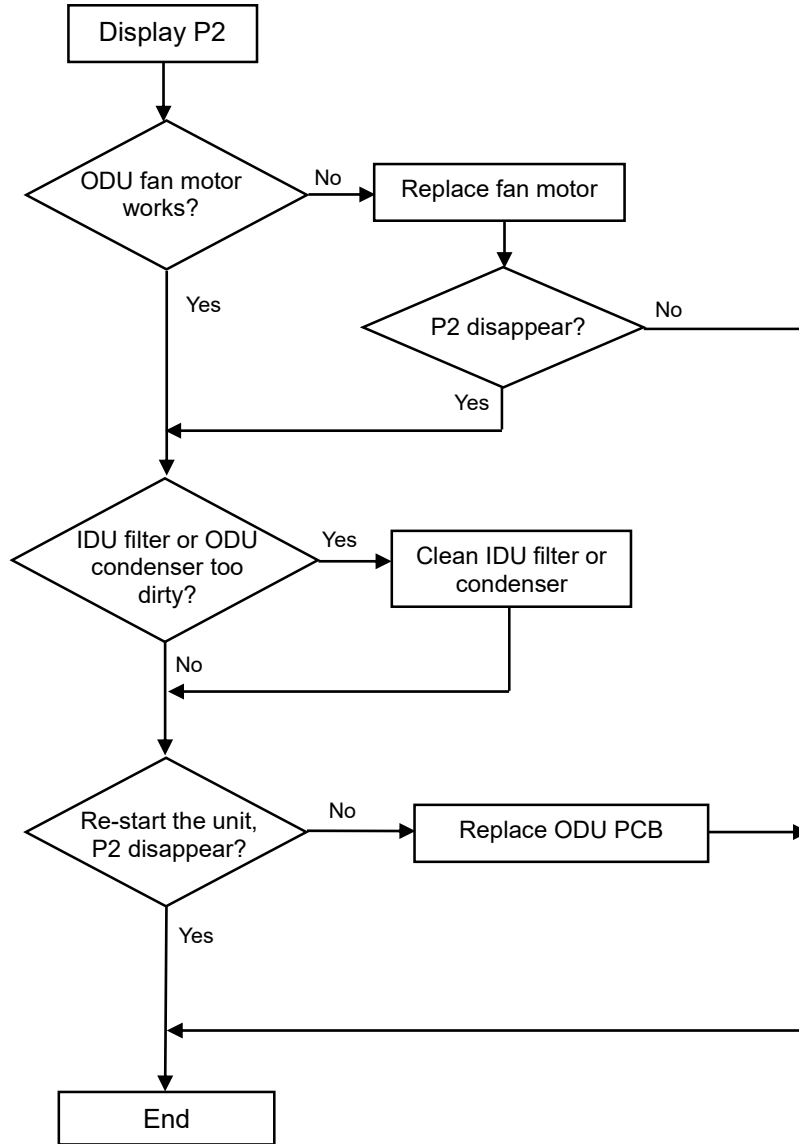 Display P2
ODU fan motor
works?
No
Replace fan motor
Yes
P2 disappear?
No
Yes
IDU filter or ODU
condenser too
dirty?
Yes
Clean IDU filter or
condenser
No
Re-start the unit,
P2 disappear?
No
Replace ODU PCB
Yes
End